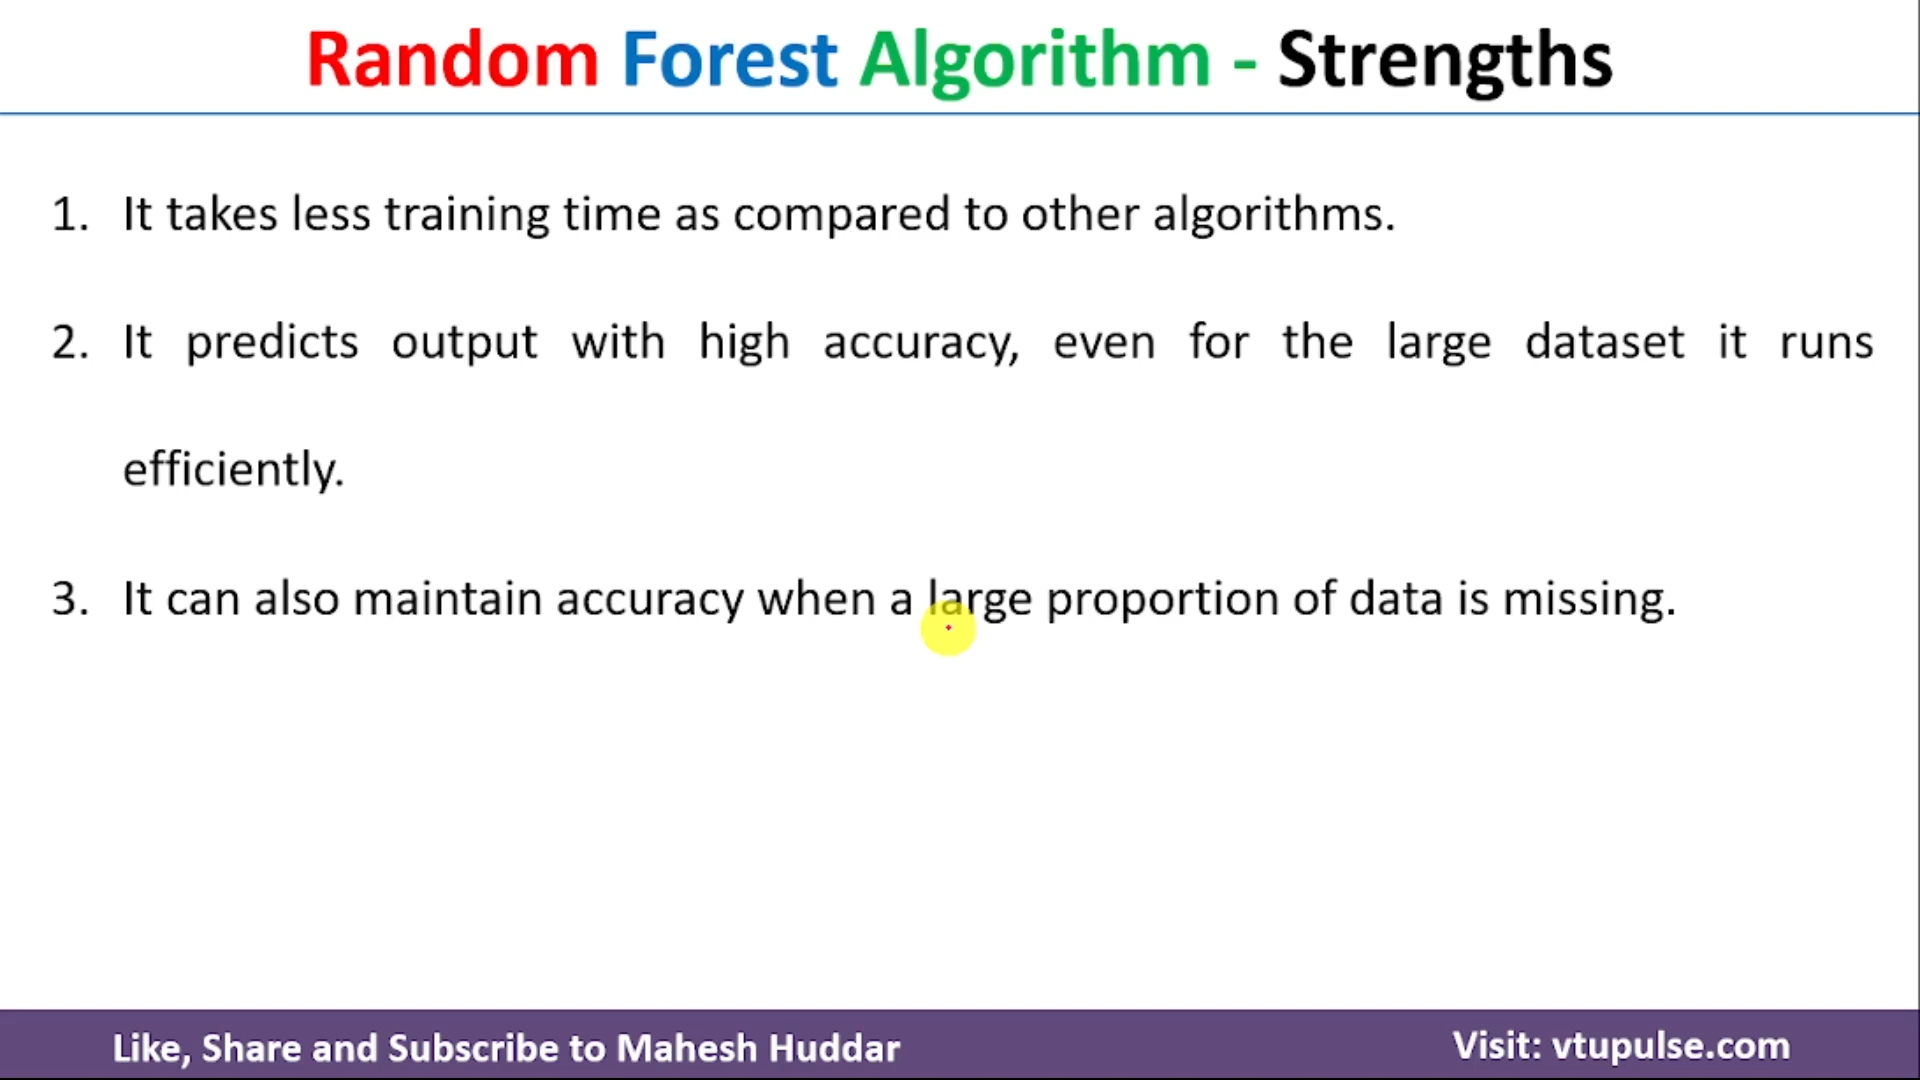 Random Forest Algorithm - Strengths
1. It takes less training time as compared to other algorithms.
2. It predicts output with high accuracy, even for the large dataset it runs
efficiently.
3. It can also maintain accuracy when a large proportion of data is missing.
Like, Share and Subscribe to Mahesh Huddar
Visit: vtupulse.com